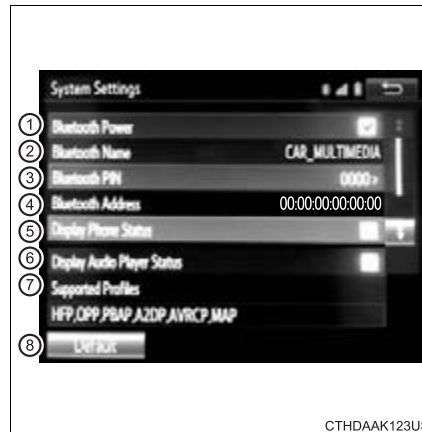 System Settings
1 Bluetooth Power
2 Bluetooth Name CAR_MULTIMEDIA
3 Bluetooth PIN 0000 >
4 Bluetooth Address 00:00:00:00:00:00
5 Display Phone Status
6 Display Audio Player Status
7 Supported Profiles
HFP,OPP,PBAP,A2DP,AVRCP,MAP
8 Default
CTHDAAK123U